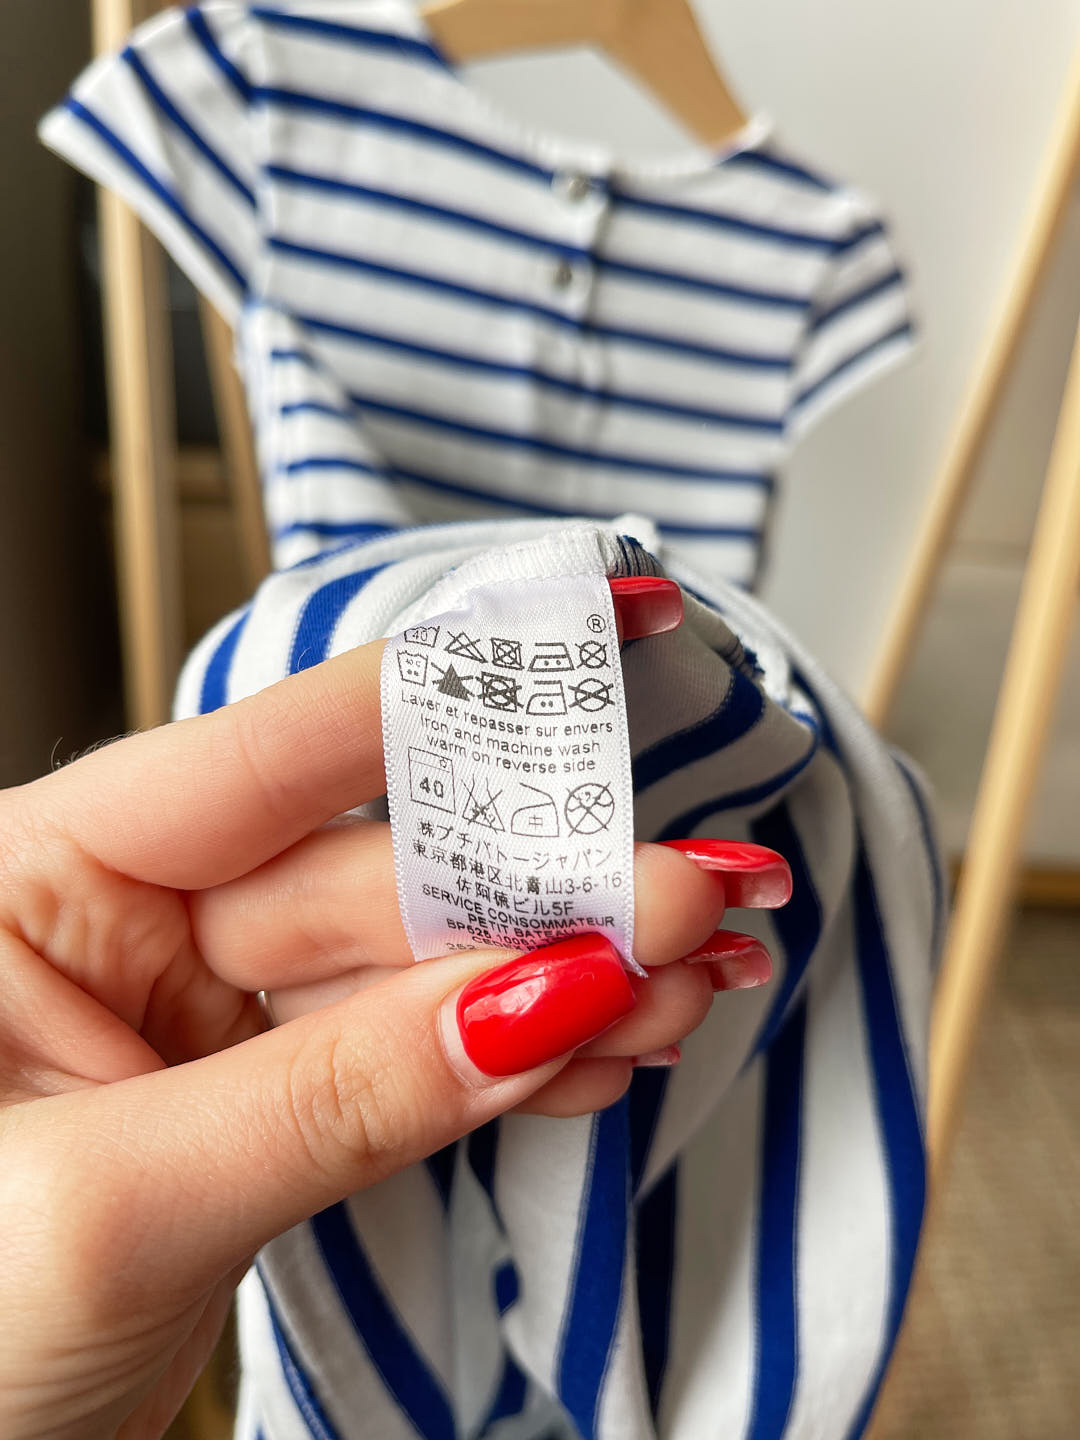 ®
40
40°C
Laver et repasser sur envers
Iron and machine wash
warm on reverse side
40
㈱プチバトージャパン
東京都港区北青山3-6-16
佐阿徳ビル5F
SERVICE CONSOMMATEUR
PETIT BATEAU